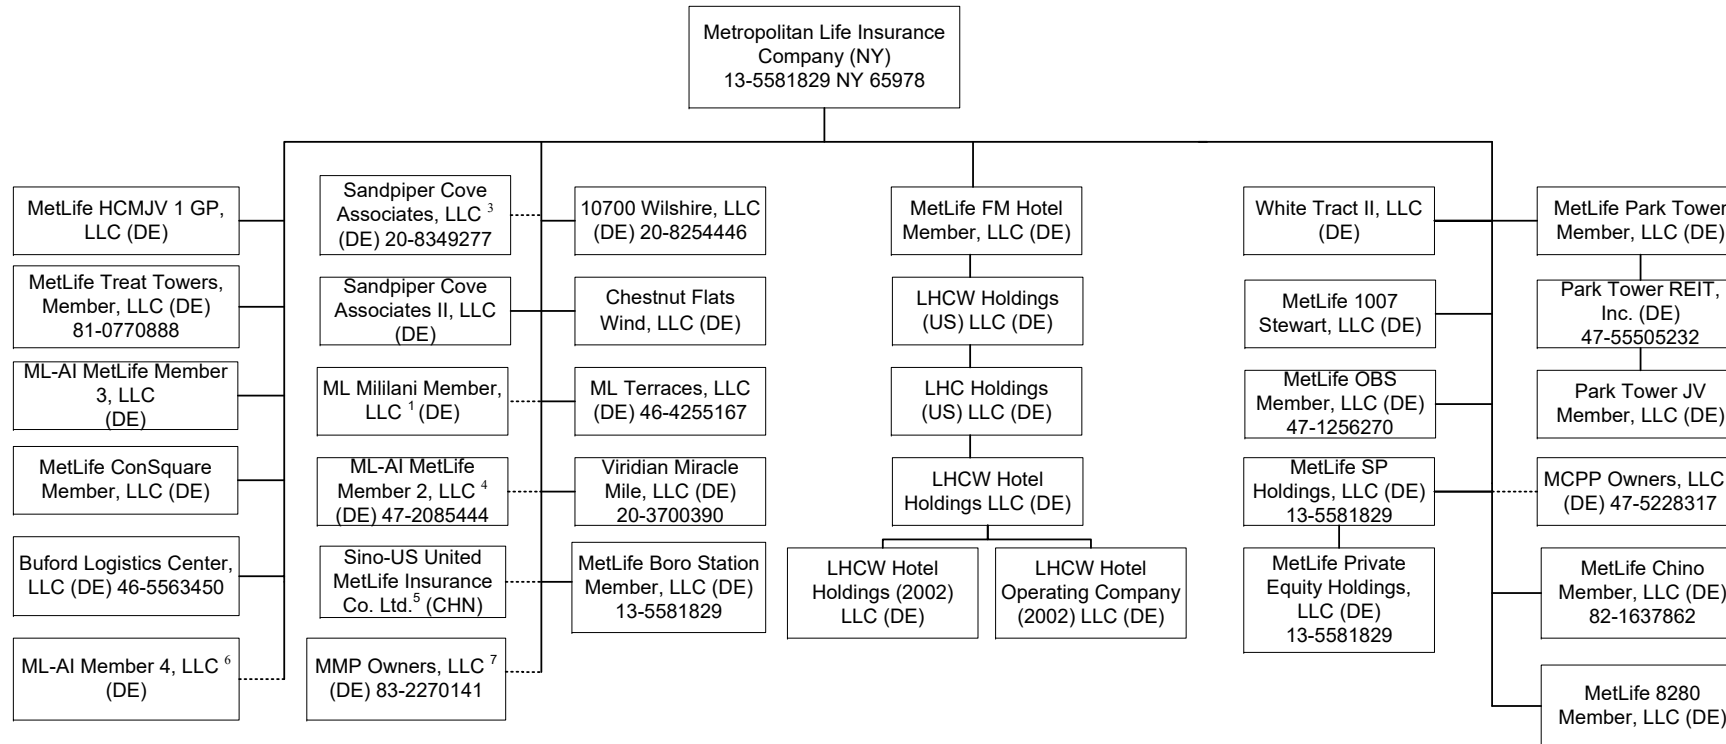 Metropolitan Life Insurance
Company (NY)
13-5581829 NY 65978
MetLife HCMJV 1 GP,
LLC (DE)
MetLife Treat Towers,
Member, LLC (DE)
81-0770888
ML-AI MetLife Member
3, LLC
(DE)
MetLife ConSquare
Member, LLC (DE)
Buford Logistics Center,
LLC (DE) 46-5563450
ML-AI Member 4, LLC 6
(DE)
Sandpiper Cove
Associates, LLC 3
(DE) 20-8349277
Sandpiper Cove
Associates II, LLC
(DE)
ML Mililani Member,
LLC 1 (DE)
ML-AI MetLife
Member 2, LLC 4
(DE) 47-2085444
Sino-US United
MetLife Insurance
Co. Ltd.5 (CHN)
MMP Owners, LLC 7
(DE) 83-2270141
10700 Wilshire, LLC
(DE) 20-8254446
Chestnut Flats
Wind, LLC (DE)
ML Terraces, LLC
(DE) 46-4255167
Viridian Miracle
Mile, LLC (DE)
20-3700390
MetLife Boro Station
Member, LLC (DE)
13-5581829
MetLife FM Hotel
Member, LLC (DE)
LHCW Holdings
(US) LLC (DE)
LHC Holdings
(US) LLC (DE)
LHCW Hotel
Holdings LLC (DE)
LHCW Hotel
Holdings (2002)
LLC (DE)
LHCW Hotel
Operating Company
(2002) LLC (DE)
White Tract II, LLC
(DE)
MetLife 1007
Stewart, LLC (DE)
MetLife OBS
Member, LLC (DE)
47-1256270
MetLife SP
Holdings, LLC (DE)
13-5581829
MetLife Private
Equity Holdings,
LLC (DE)
13-5581829
MetLife Park Tower
Member, LLC (DE)
Park Tower REIT,
Inc. (DE)
47-55505232
Park Tower JV
Member, LLC (DE)
MCPP Owners, LLC
(DE) 47-5228317
MetLife Chino
Member, LLC (DE)
82-1637862
MetLife 8280
Member, LLC (DE)